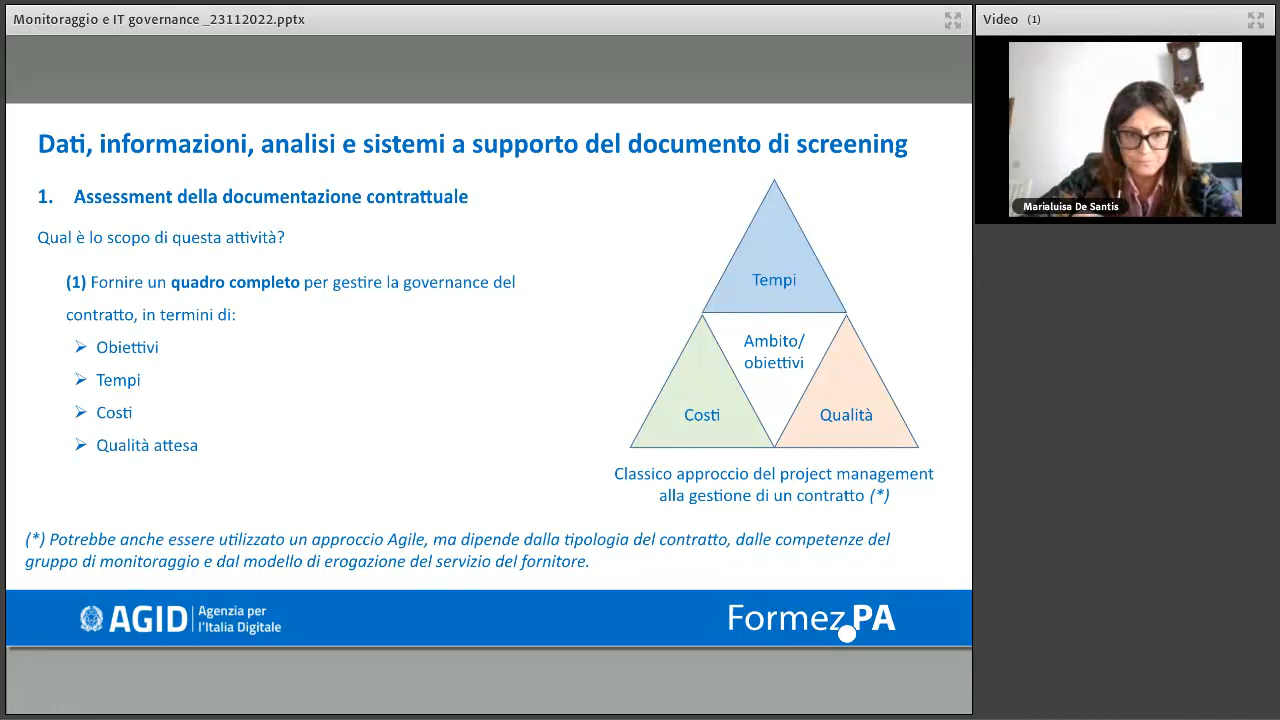 Monitoraggio e IT governance _23112022.pptx
Video (1)
Marialuisa De Santis
Dati, informazioni, analisi e sistemi a supporto del documento di screening
1. Assessment della documentazione contrattuale
Qual è lo scopo di questa attività?
(1) Fornire un quadro completo per gestire la governance del
contratto, in termini di:
Obiettivi
Tempi
Costi
Qualità attesa
Tempi
Ambito/
obiettivi
Costi
Qualità
Classico approccio del project management
alla gestione di un contratto (*)
(*) Potrebbe anche essere utilizzato un approccio Agile, ma dipende dalla tipologia del contratto, dalle competenze del
gruppo di monitoraggio e dal modello di erogazione del servizio del fornitore.
AGID
Agenzia per
l'Italia Digitale
Formez PA